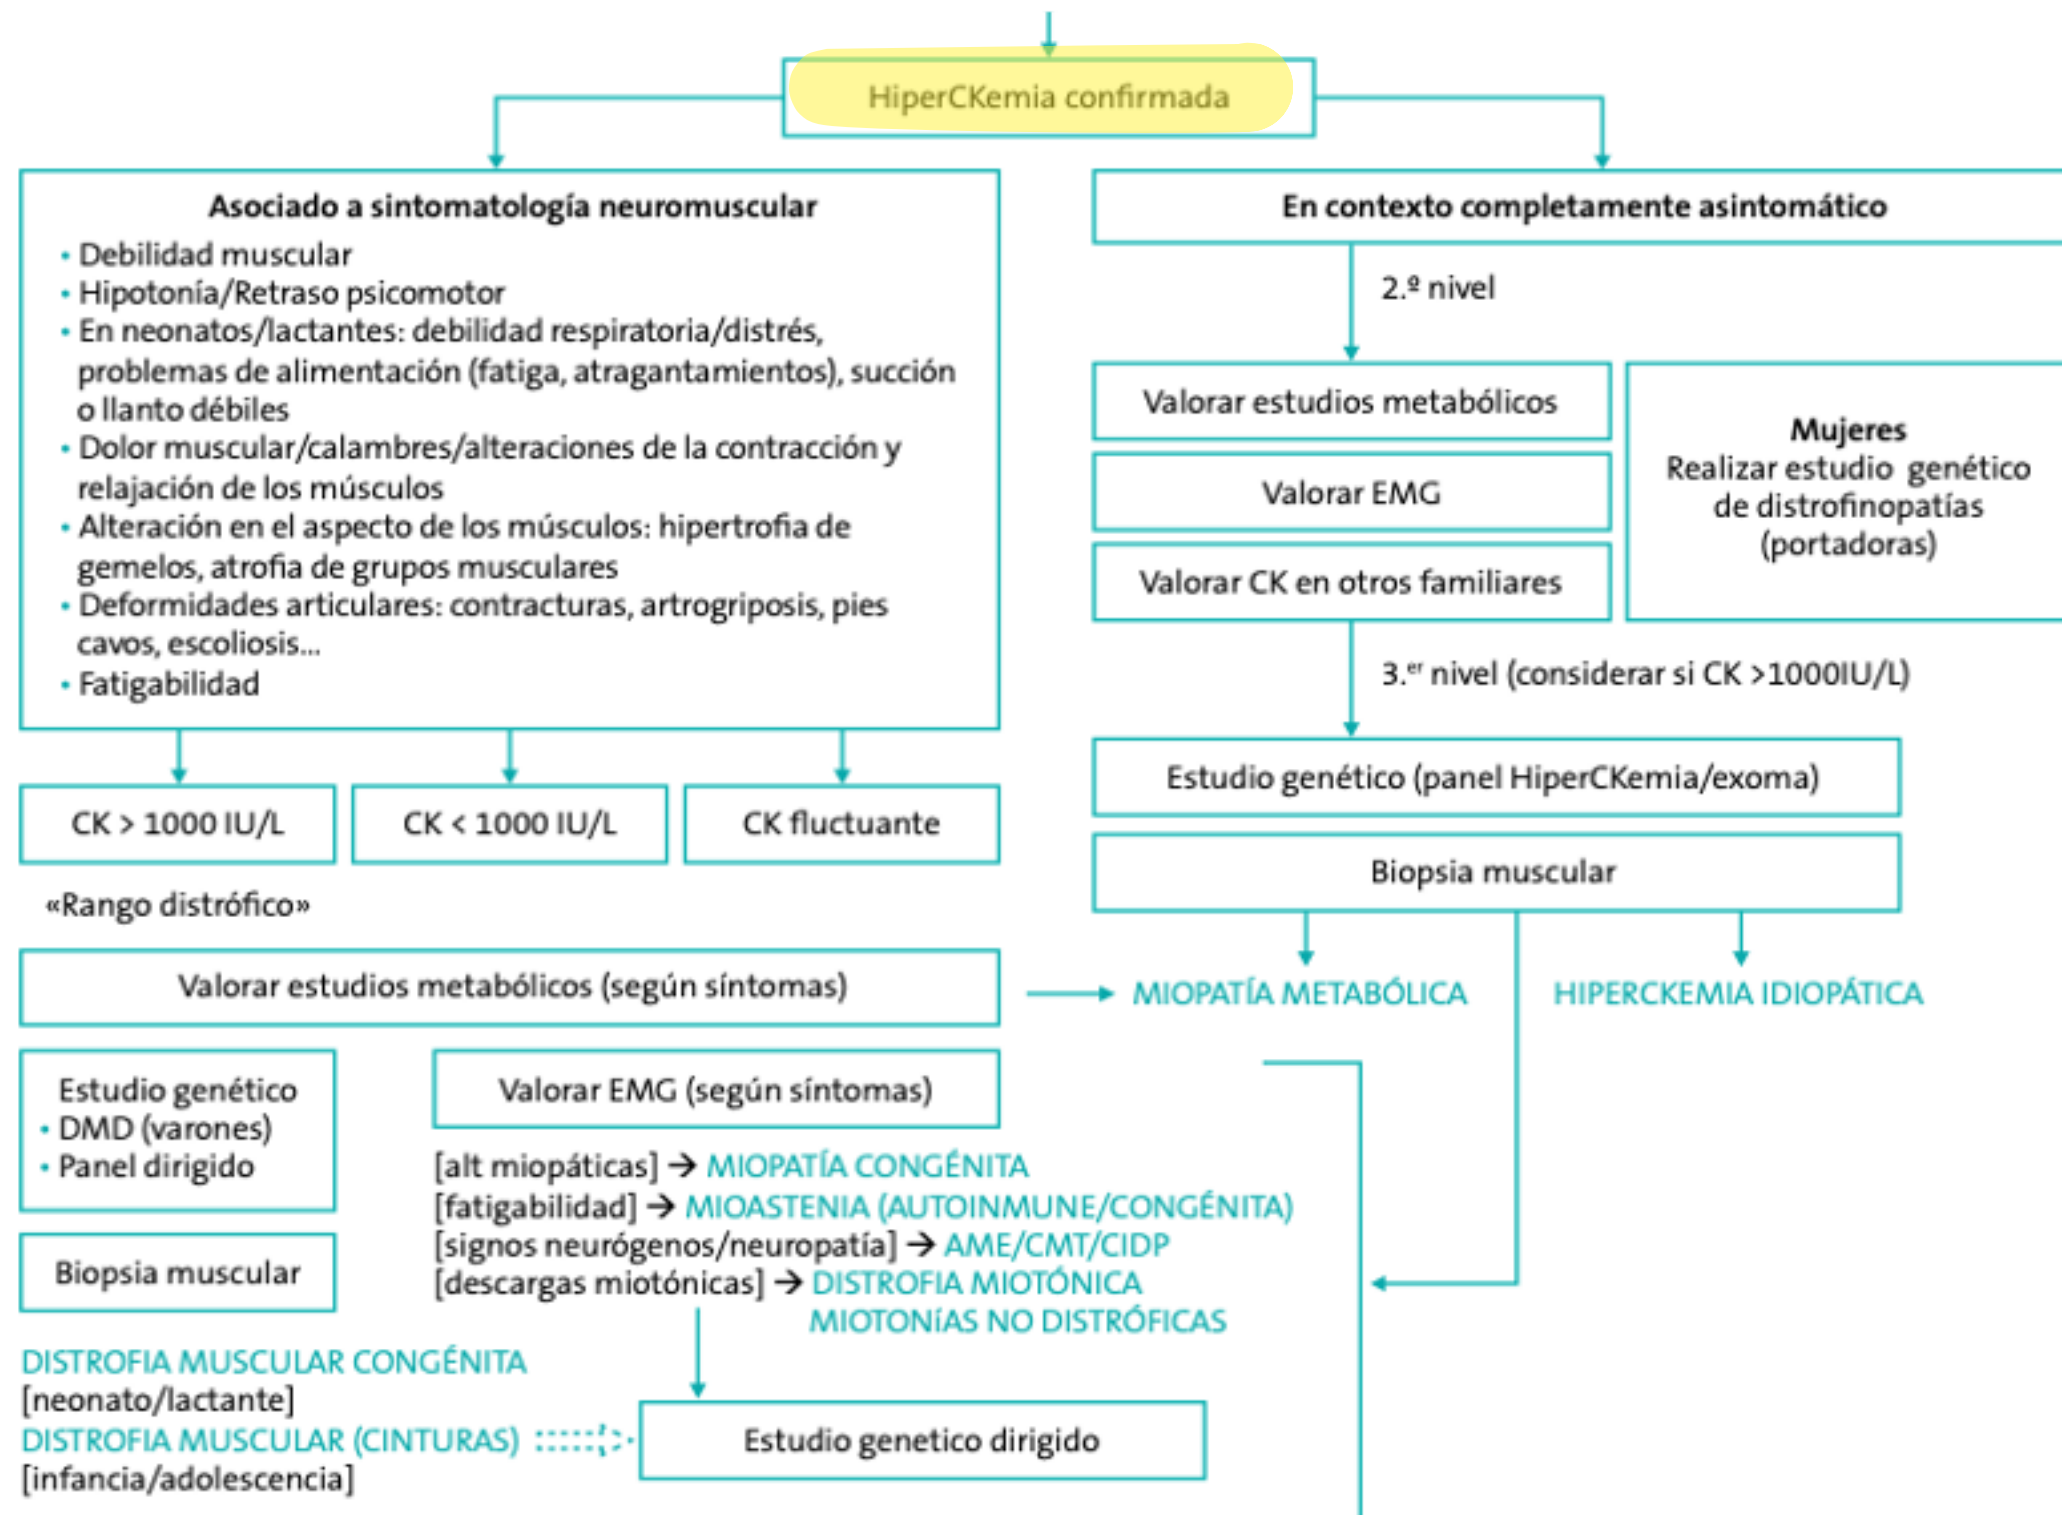 HiperCKemia confirmada
Asociado a sintomatología neuromuscular
• Debilidad muscular
• Hipotonía/Retraso psicomotor
• En neonatos/lactantes: debilidad respiratoria/distrés,
problemas de alimentación (fatiga, atragantamientos), succión
o llanto débiles
• Dolor muscular/calambres/alteraciones de la contracción y
relajación de los músculos
• Alteración en el aspecto de los músculos: hipertrofia de
gemelos, atrofia de grupos musculares
• Deformidades articulares: contracturas, artrogriposis, pies
cavos, escoliosis...
• Fatigabilidad
CK > 1000 IU/L
CK < 1000 IU/L
CK fluctuante
«Rango distrófico»
Valorar estudios metabólicos (según síntomas)
Estudio genético
• DMD (varones)
• Panel dirigido
Biopsia muscular
Valorar EMG (según síntomas)
[alt miopáticas] → MIOPATÍA CONGÉNITA
[fatigabilidad] → MIOASTENIA (AUTOINMUNE/CONGÉNITA)
[signos neurógenos/neuropatía] → AME/CMT/CIDP
[descargas miotónicas] → DISTROFIA MIOTÓNICA
MIOTONíAS NO DISTRÓFICAS
DISTROFIA MUSCULAR CONGÉNITA
[neonato/lactante]
DISTROFIA MUSCULAR (CINTURAS)
[infancia/adolescencia]
Estudio genetico dirigido
En contexto completamente asintomático
2.º nivel
Valorar estudios metabólicos
Valorar EMG
Valorar CK en otros familiares
Mujeres
Realizar estudio genético
de distrofinopatías
(portadoras)
3.er nivel (considerar si CK >1000IU/L)
Estudio genético (panel HiperCKemia/exoma)
Biopsia muscular
MIOPATÍA METABÓLICA
HIPERCKEMIA IDIOPÁTICA